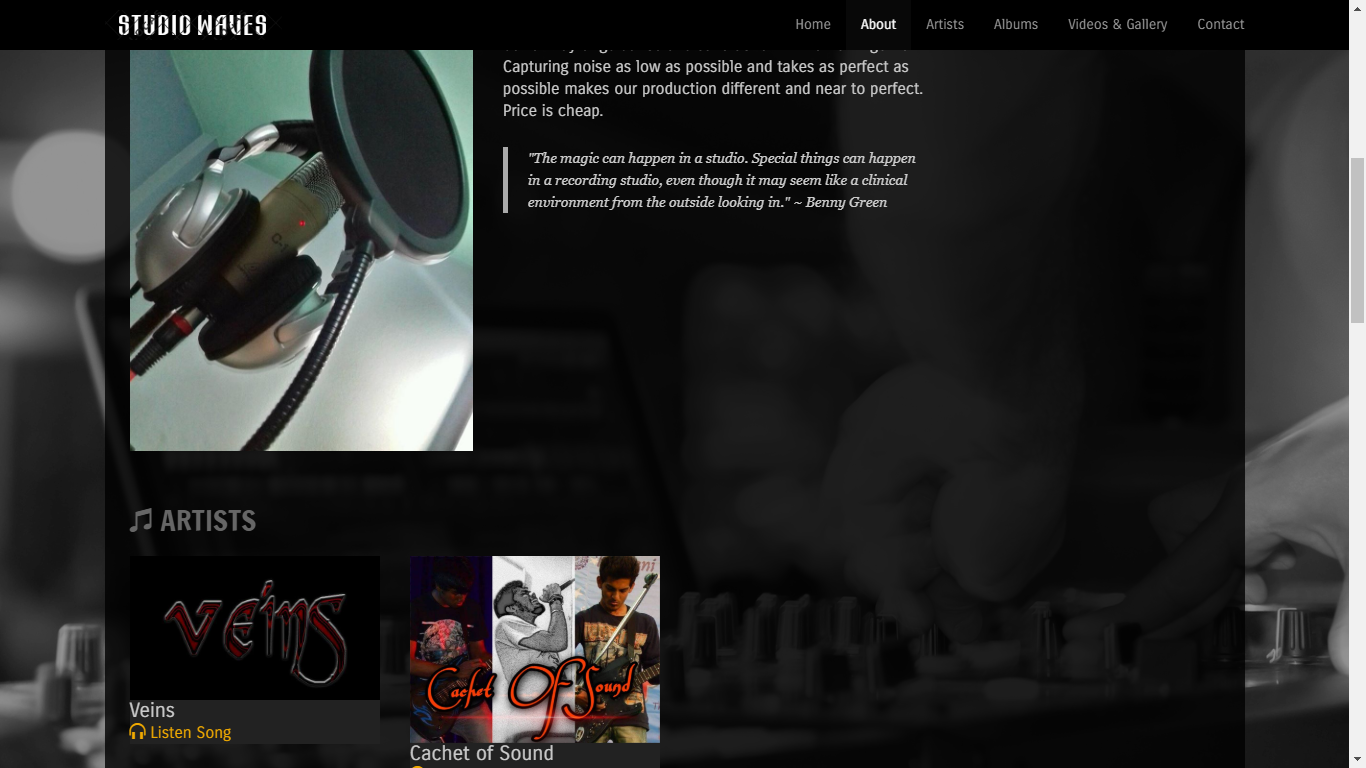 STUDIO WAVES
Home
About
Artists
Albums
Videos & Gallery
Contact
Capturing noise as low as possible and takes as perfect as
possible makes our production different and near to perfect.
Price is cheap.
"The magic can happen in a studio. Special things can happen
in a recording studio, even though it may seem like a clinical
environment from the outside looking in." ~ Benny Green
C-1
ARTISTS
veins
Cachet Of Sound
Veins
Listen Song
Cachet of Sound